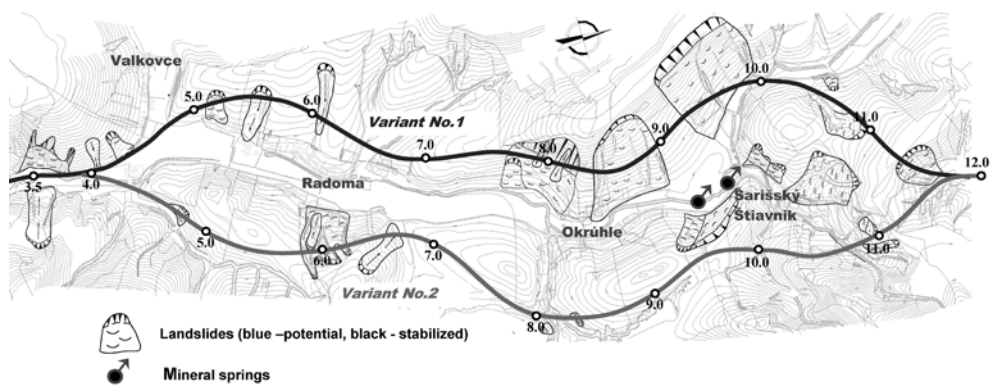 Valkovce
5.0
6.0
Variant No.1
7.0
8.0
9.0
10.0
11.0
12.0
3.5
4.0
Radoma
Okrúhle
Sarišský
Štiavnik
5.0
6.0
7.0
Variant No.2
8.0
9.0
10.0
11.0
Landslides (blue –potential, black - stabilized)
Mineral springs